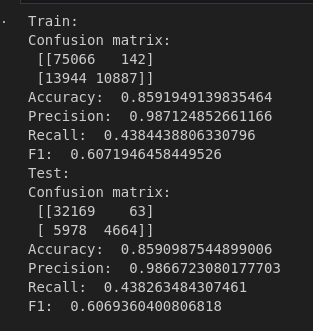 Train:
Confusion matrix:
[[75066   142]
[13944 10887]]
Accuracy:  0.8591949139835464
Precision:  0.987124852661166
Recall:  0.4384438806330796
F1:  0.6071946458449526
Test:
Confusion matrix:
[[32169    63]
[ 5978  4664]]
Accuracy:  0.8590987544899006
Precision:  0.9866723080177703
Recall:  0.438263484307461
F1:  0.6069360400806818